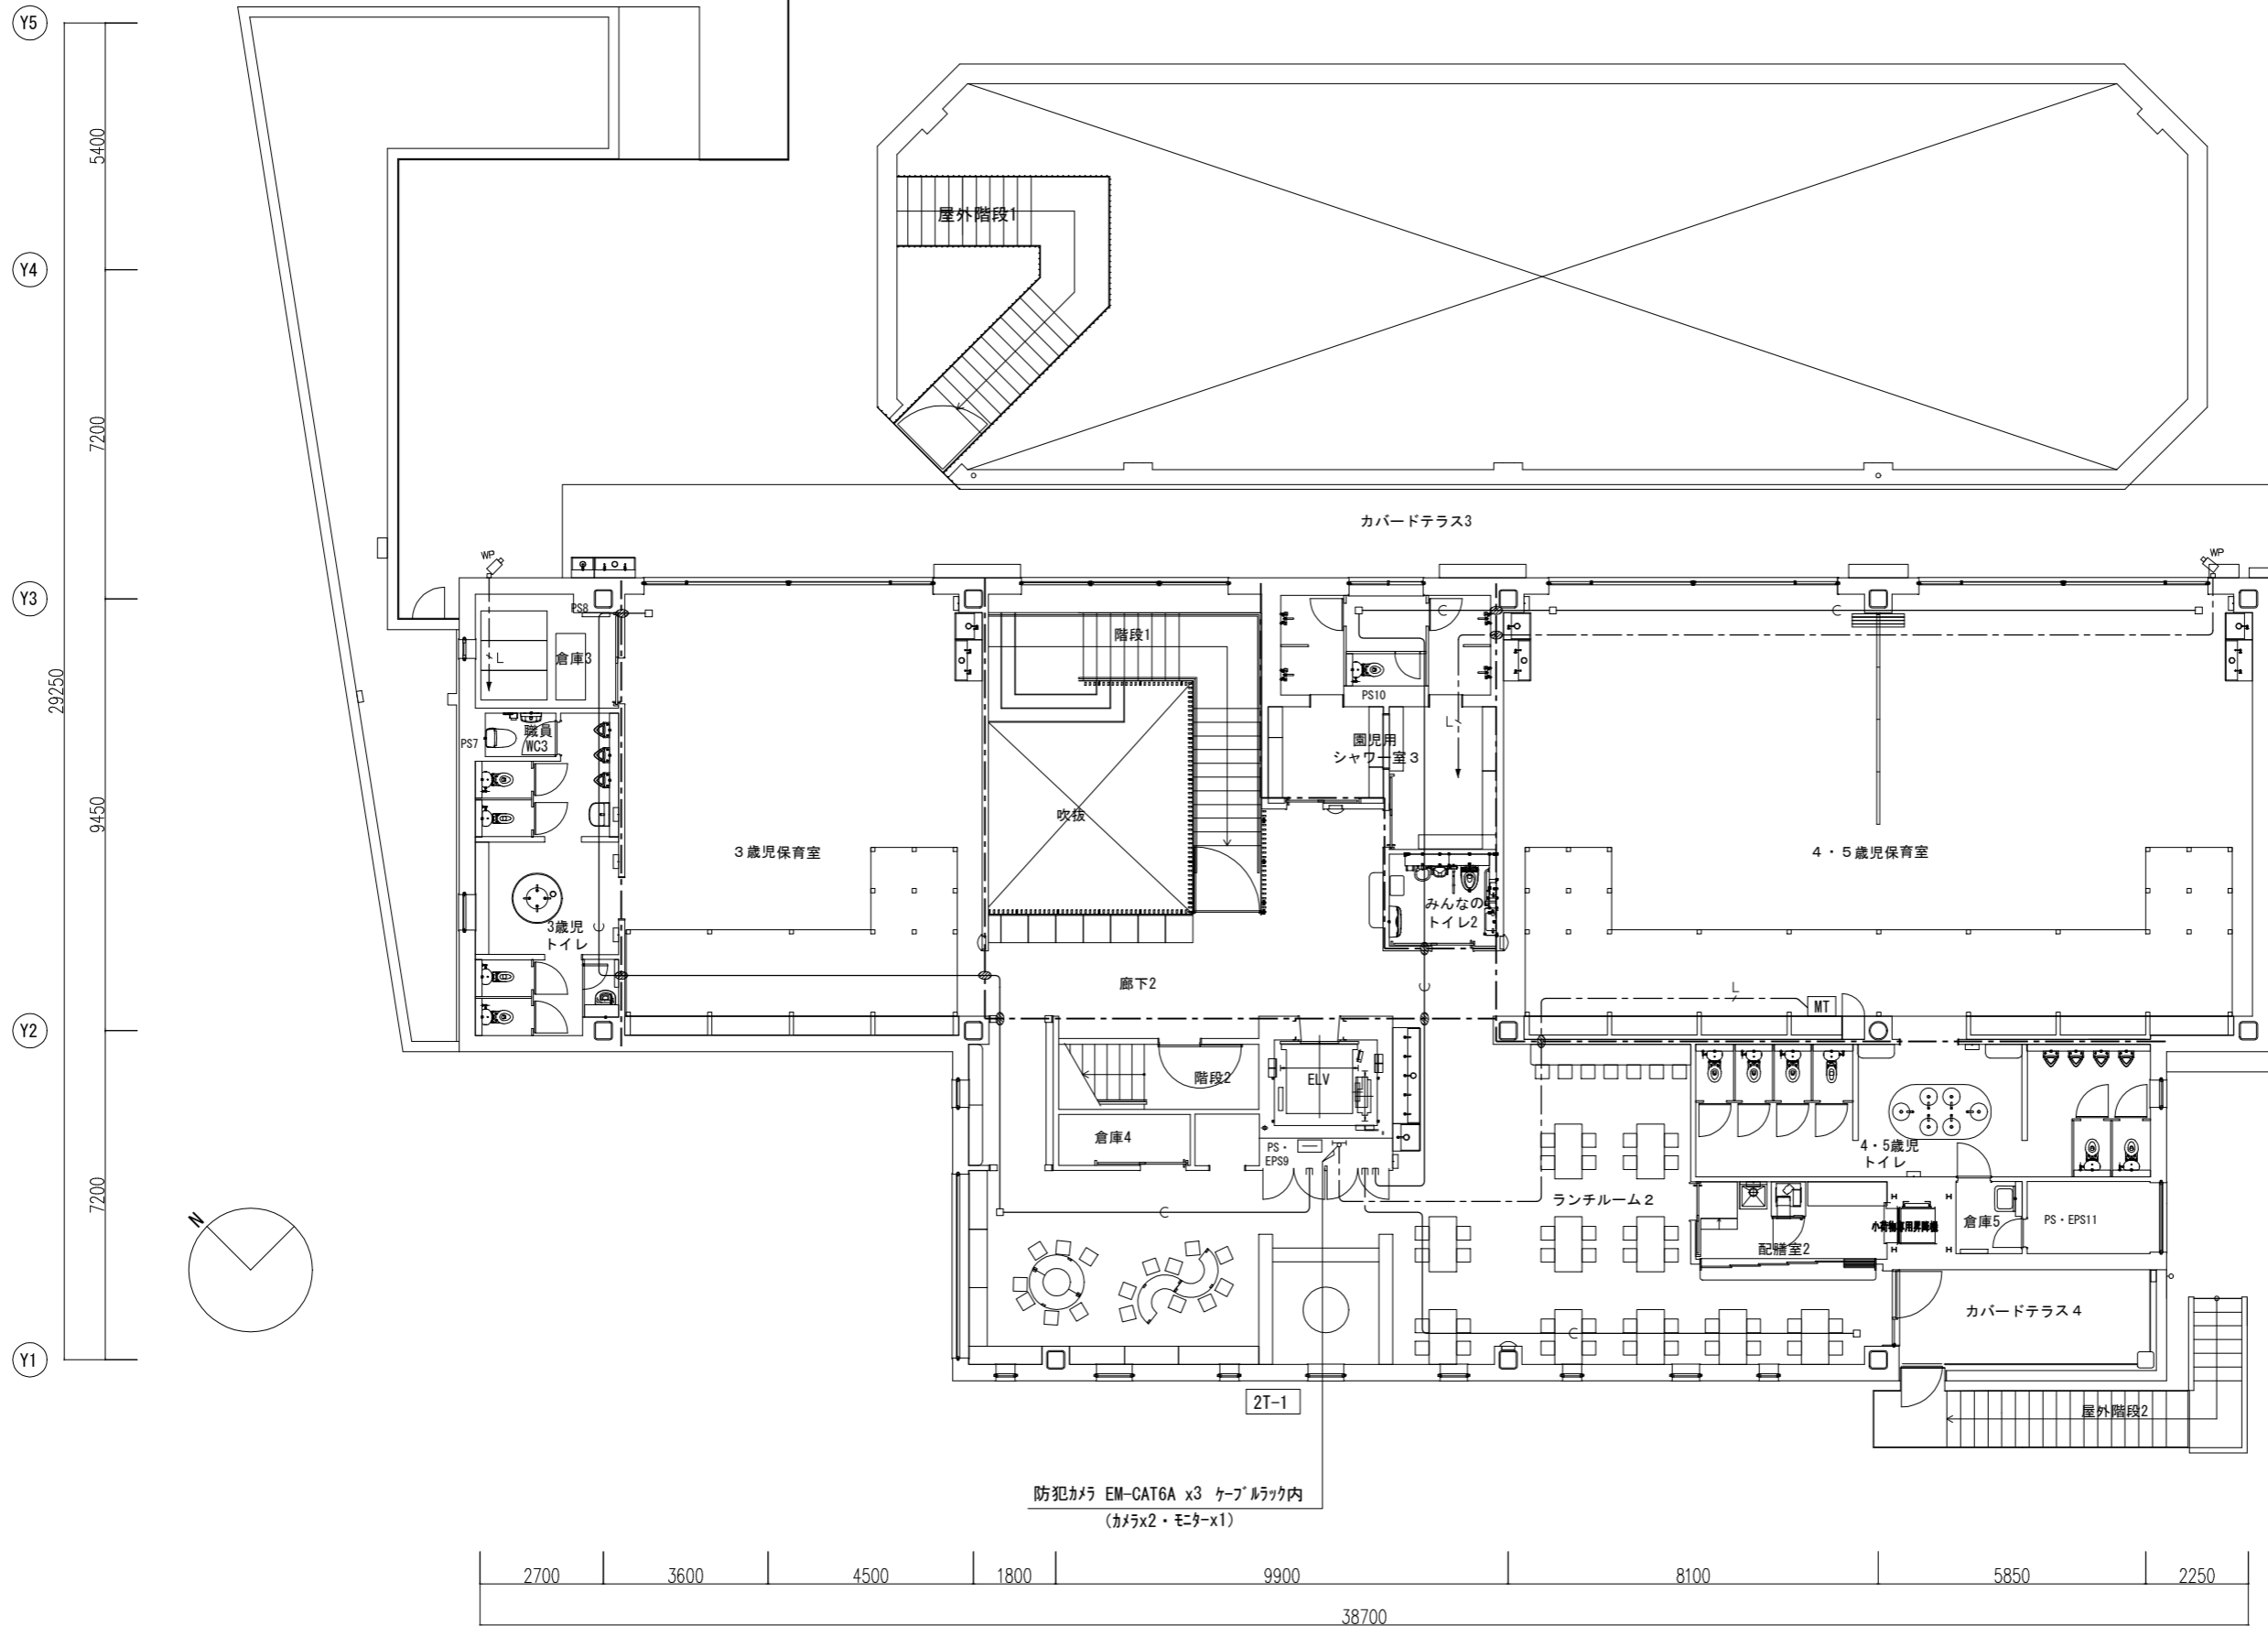 Y5
5400
屋外階段1
Y4
7200
カバードテラス3
WP
WP
Y3
PS8
C
階段1
倉庫3
L
29250
PS10
L
職員
WC3
PS7
園児用
シャワー室3
9450
吹抜
3歳児保育室
4・5歳児保育室
みんなの
トイレ2
3歳児
トイレ
C
廊下2
C
L
MT
Y2
階段2
ELV
倉庫4
PS・
EPS9
4・5歳児
トイレ
7200
ランチルーム2
N
C
H
H
倉庫5
PS・EPS11
小荷物専用昇降機
配膳室2
H
H
カバードテラス4
C
Y1
2T-1
屋外階段2
防犯カメラ EM-CAT6A x3 ケーブルラック内
(カメラx2・モニターx1)
2700
3600
4500
1800
9900
8100
5850
2250
38700